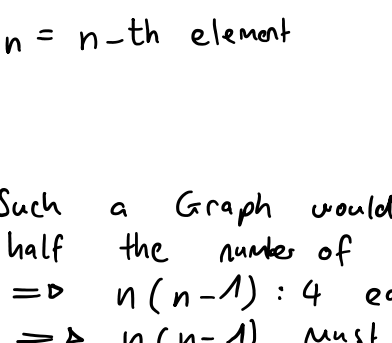 n = n-th element
Such a Graph would
half the number of
=> n(n-1) : 4
=> n(n-1) must